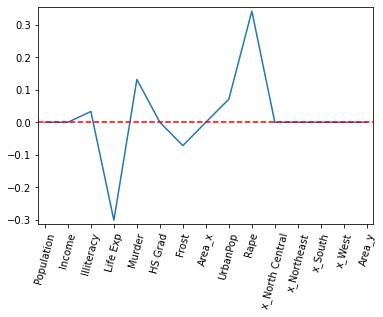 0.3
0.2
0.1
0.0
−0.1
−0.2
−0.3
Population
Income
Illiteracy
Life Exp
Murder
HS Grad
Frost
Area_x
UrbanPop
Rape
x_North Central
x_Northeast
x_South
x_West
Area_y